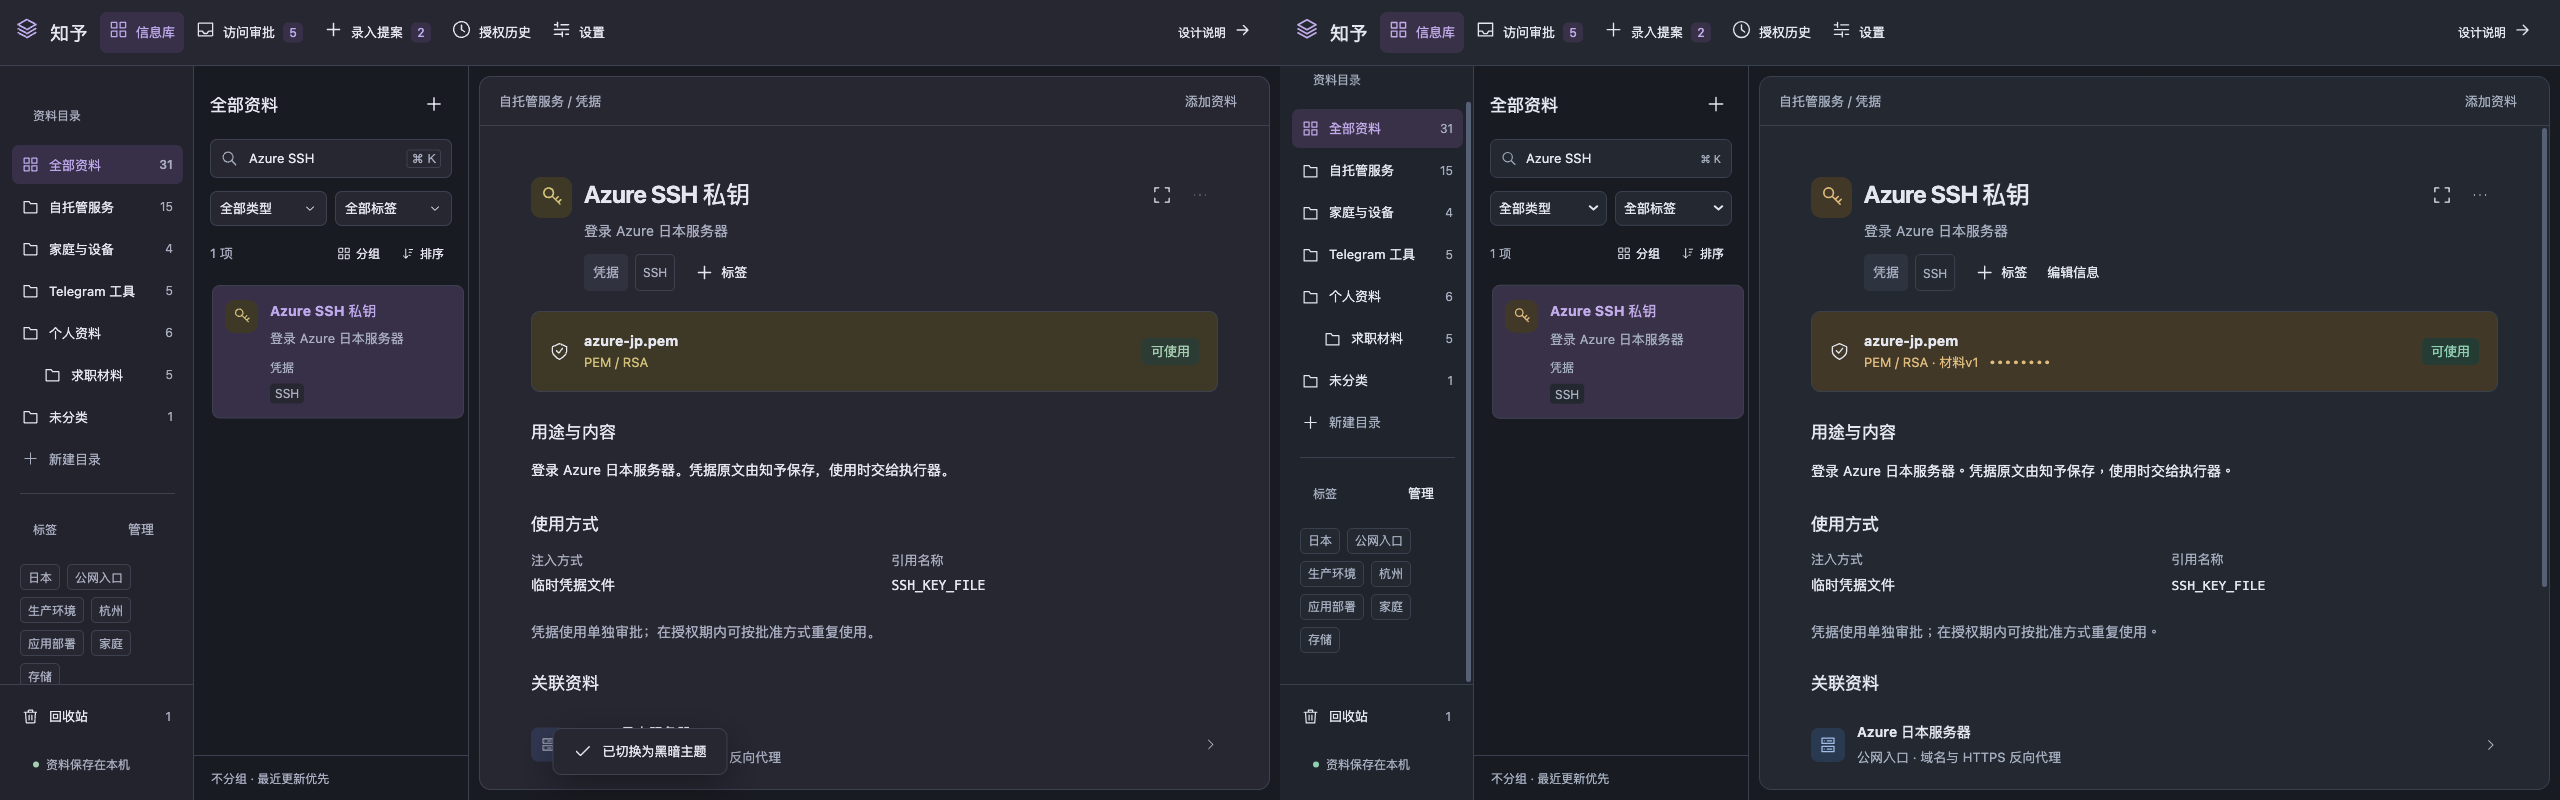 知予
信息库
访问审批 5
录入提案 2
授权历史
设置
设计说明
资料目录
全部资料 31
自托管服务 15
家庭与设备 4
Telegram 工具 5
个人资料 6
求职材料 5
未分类 1
新建目录
标签 管理
日本 公网入口
生产环境 杭州
应用部署 家庭
存储
回收站 1
资料保存在本机
全部资料
Azure SSH ⌘ K
全部类型 全部标签
1 项 分组 排序
Azure SSH 私钥
登录 Azure 日本服务器
凭据
SSH
不分组 · 最近更新优先
自托管服务 / 凭据 添加资料
Azure SSH 私钥
登录 Azure 日本服务器
凭据 SSH 标签
azure-jp.pem
PEM / RSA
可使用
用途与内容
登录 Azure 日本服务器。凭据原文由知予保存，使用时交给执行器。
使用方式
注入方式 引用名称
临时凭据文件 SSH_KEY_FILE
凭据使用单独审批；在授权期内可按批准方式重复使用。
关联资料
反向代理
已切换为黑暗主题
知予
信息库
访问审批 5
录入提案 2
授权历史
设置
设计说明
资料目录
全部资料 31
自托管服务 15
家庭与设备 4
Telegram 工具 5
个人资料 6
求职材料 5
未分类 1
新建目录
标签 管理
日本 公网入口
生产环境 杭州
应用部署 家庭
存储
回收站 1
资料保存在本机
全部资料
Azure SSH ⌘ K
全部类型 全部标签
1 项 分组 排序
Azure SSH 私钥
登录 Azure 日本服务器
凭据
SSH
不分组 · 最近更新优先
自托管服务 / 凭据 添加资料
Azure SSH 私钥
登录 Azure 日本服务器
凭据 SSH 标签 编辑信息
azure-jp.pem
PEM / RSA · 材料v1 ••••••••
可使用
用途与内容
登录 Azure 日本服务器。凭据原文由知予保存，使用时交给执行器。
使用方式
注入方式 引用名称
临时凭据文件 SSH_KEY_FILE
凭据使用单独审批；在授权期内可按批准方式重复使用。
关联资料
Azure 日本服务器
公网入口 · 域名与 HTTPS 反向代理